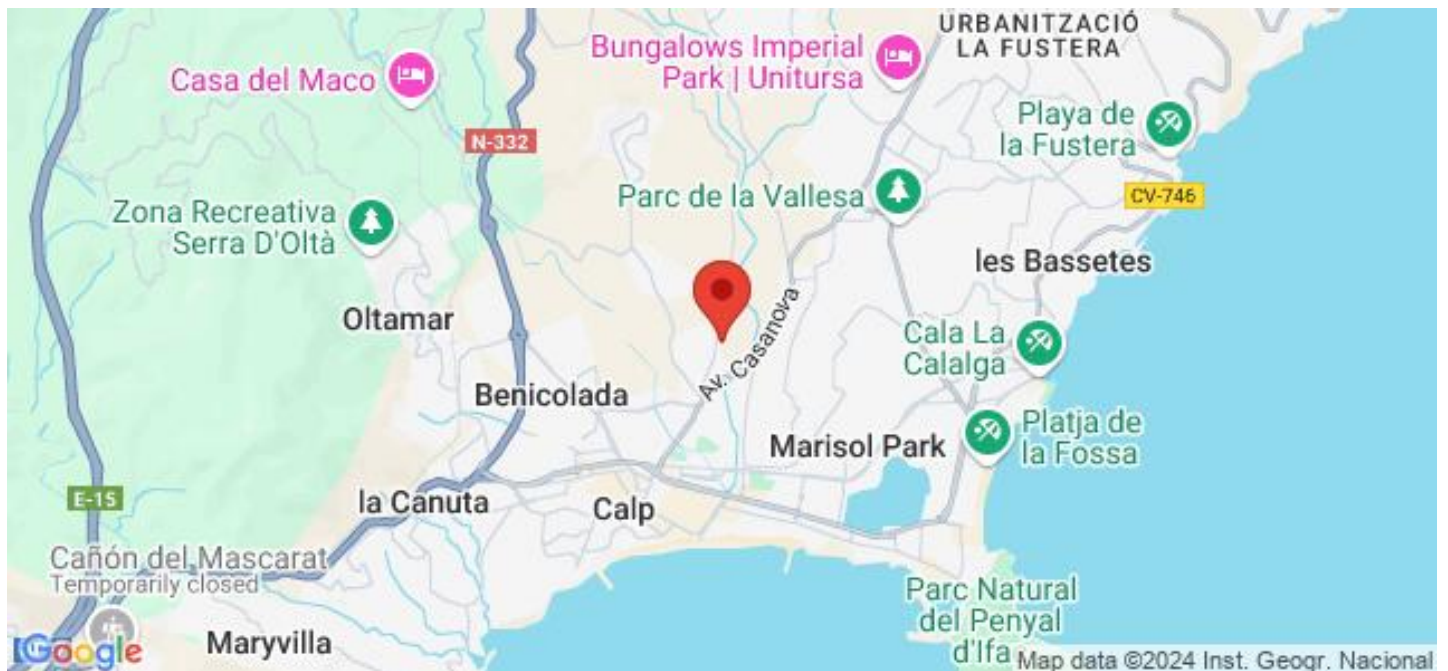 URBANITZACIÓ
LA FUSTERA
Bungalows Imperial
Park | Unitursa
Casa del Maco
Playa de
la Fustera
N-332
Parc de la Vallesa
CV-746
Zona Recreativa
Serra D'Oltà
les Bassetes
Oltamar
Av. Casanova
Cala La
Calalga
Benicolada
Marisol Park
Platja de
la Fossa
E-15
la Canuta
Calp
Cañón del Mascarat
Temporarily closed
Parc Natural
del Penyal
d'Ifa
Maryvilla
Google
Map data ©2024 Inst. Geogr. Nacional